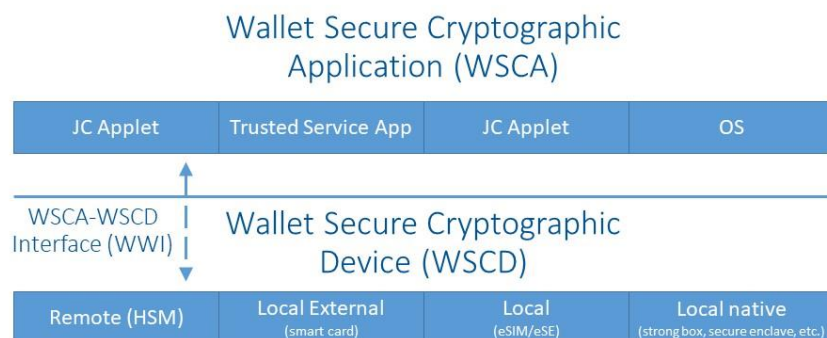 Wallet Secure Cryptographic
Application (WSCA)
JC Applet
Trusted Service App
JC Applet
OS
WSCA-WSCD
Interface (WWI)
Wallet Secure Cryptographic
Device (WSCD)
Remote (HSM)
Local External
(smart card)
Local
(eSIM/eSE)
Local native
(strong box, secure enclave, etc.)